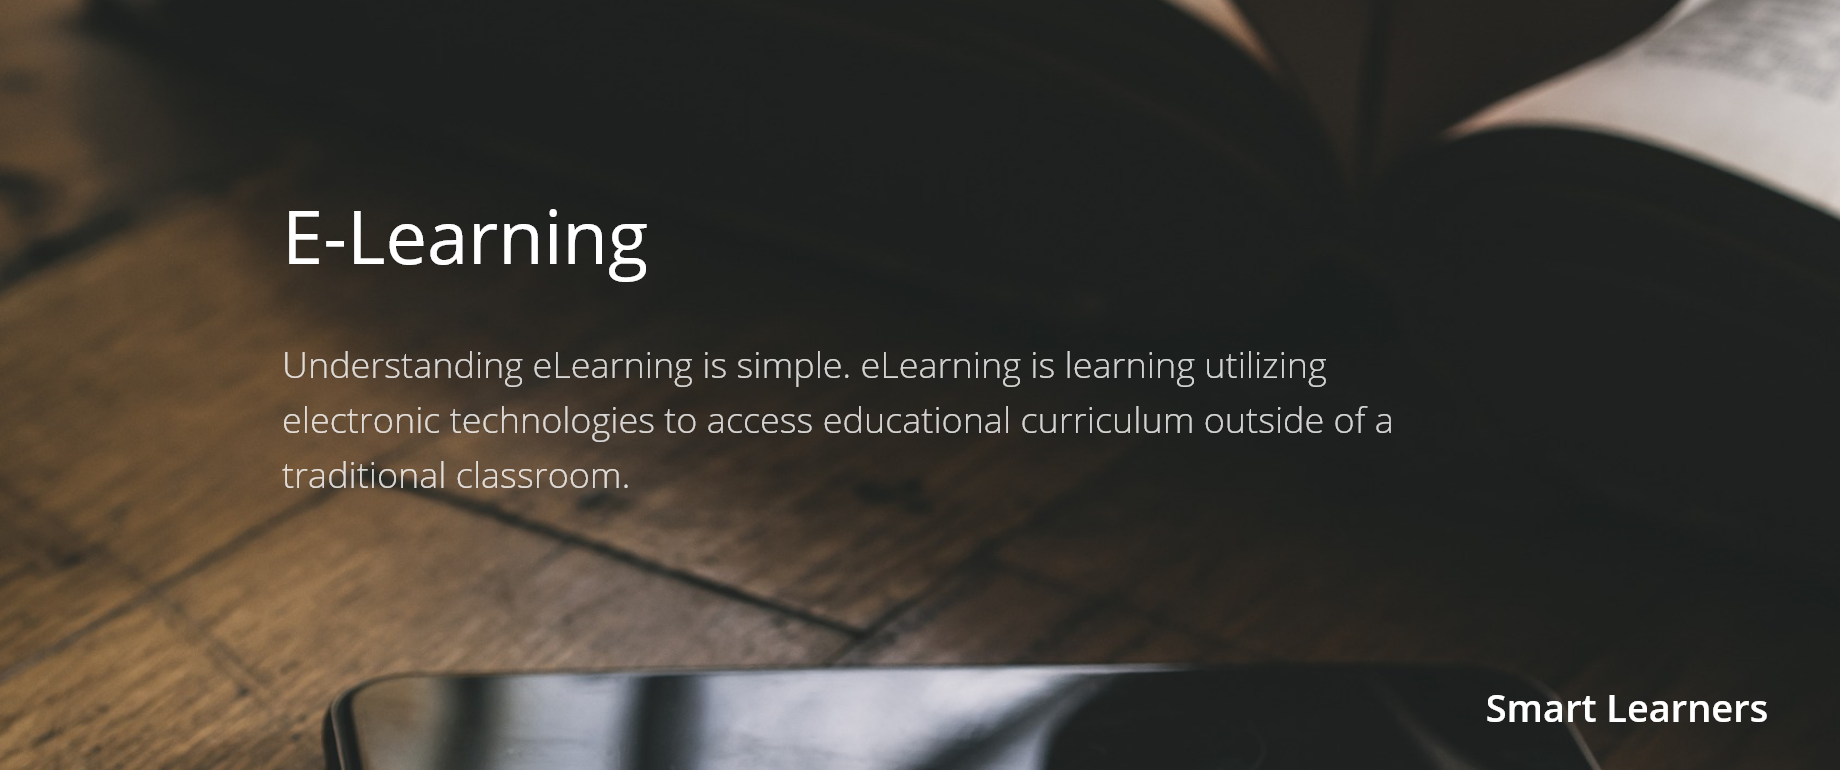 E-Learning
Understanding eLearning is simple. eLearning is learning utilizing
electronic technologies to access educational curriculum outside of a
traditional classroom.
Smart Learners